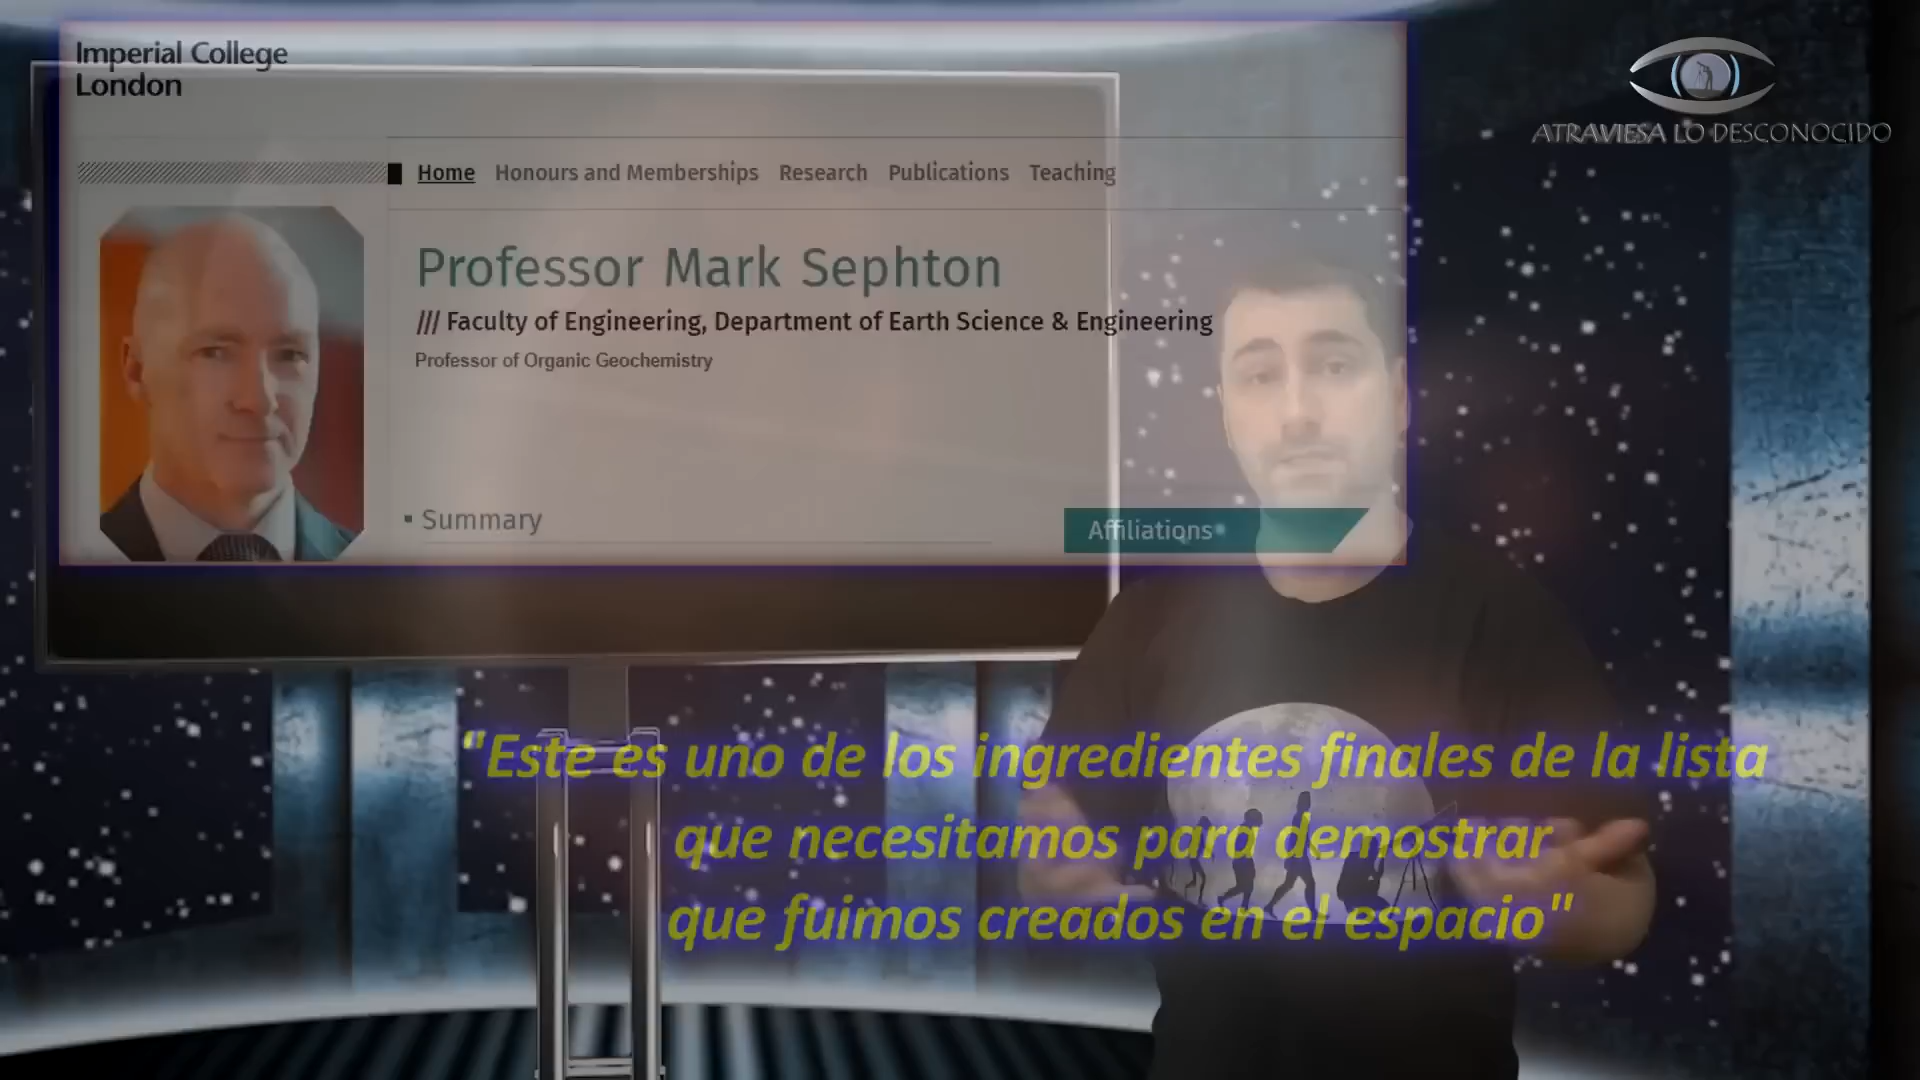 Imperial College
London
ATRAVIESA LO DESCONOCIDO
Home Honours and Memberships Research Publications Teaching
Professor Mark Sephton
/// Faculty of Engineering, Department of Earth Science & Engineering
Professor of Organic Geochemistry
Summary
Affiliations
"Este es uno de los ingredientes finales de la lista
que necesitamos para demostrar
que fuimos creados en el espacio"